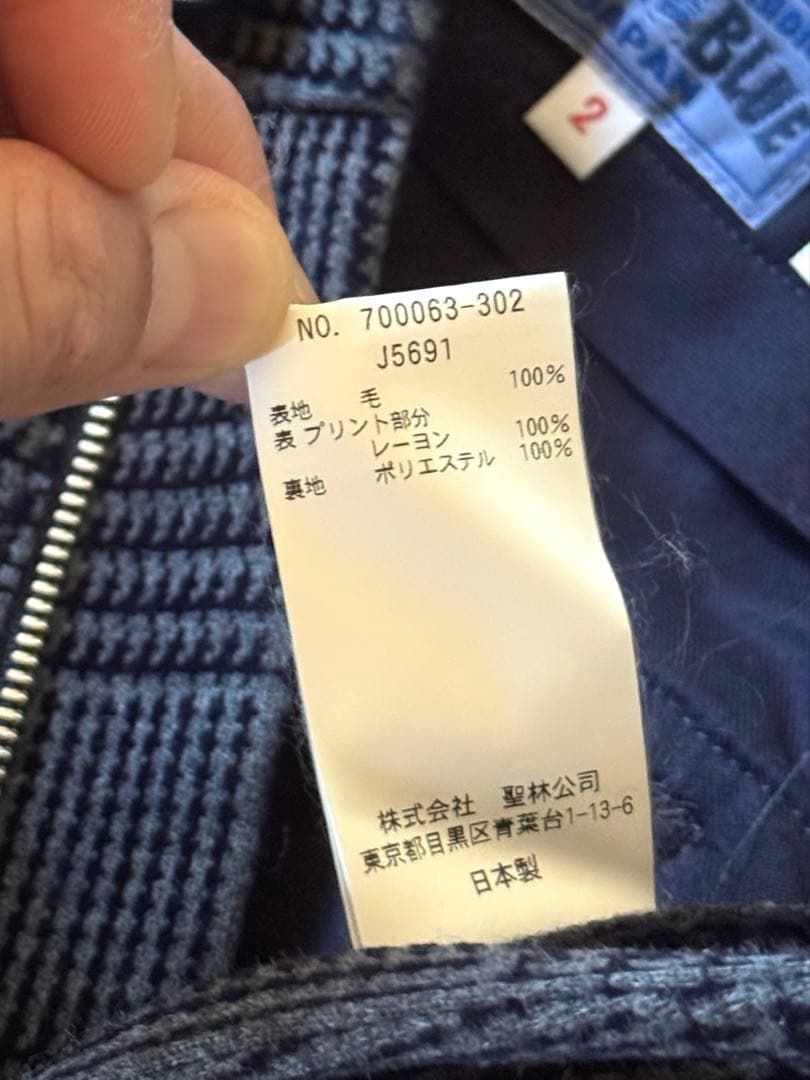 JAPAN
BLUE
2
NO. 700063-302
J5691
表地 毛 100%
表 プリント部分
レーヨン 100%
裏地 ポリエステル 100%
株式会社 聖林公司
東京都目黒区青葉台1-13-6
日本製